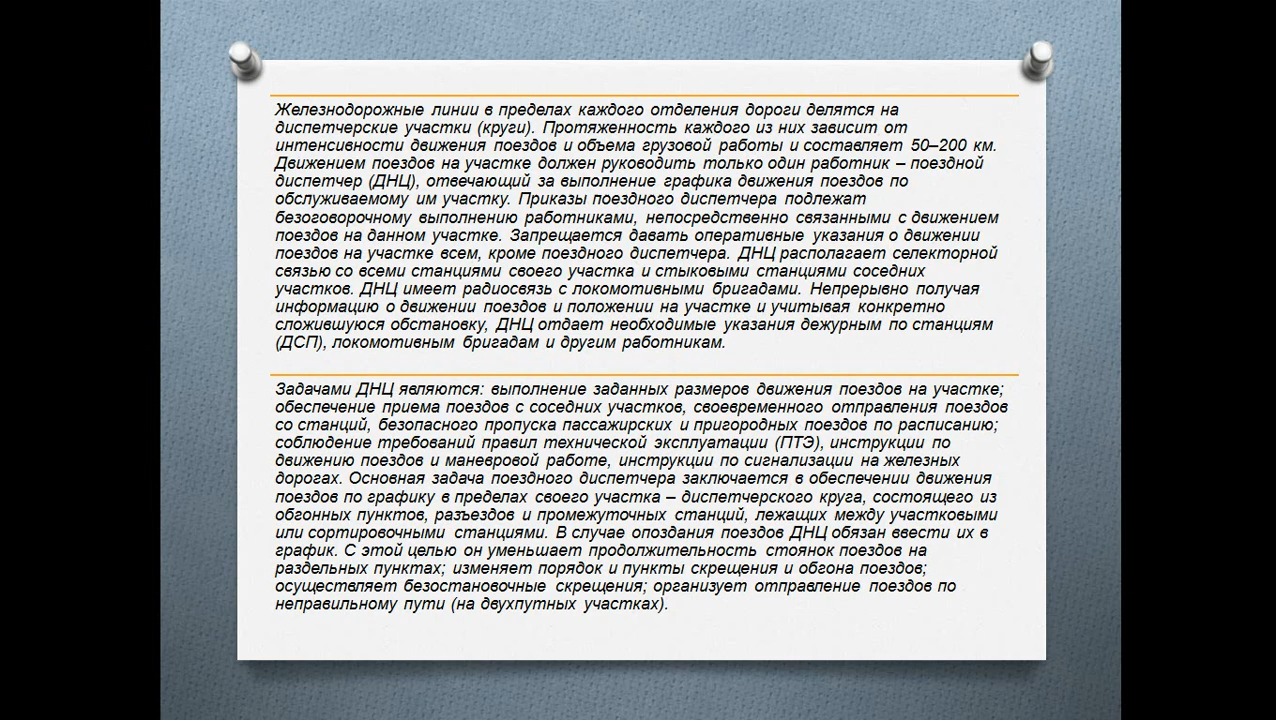 Железнодорожные линии в пределах каждого отделения дороги делятся на
диспетчерские участки (круги). Протяженность каждого из них зависит от
интенсивности движения поездов и объема грузовой работы и составляет 50–200 км.
Движением поездов на участке должен руководить только один работник – поездной
диспетчер (ДНЦ), отвечающий за выполнение графика движения поездов по
обслуживаемому им участку. Приказы поездного диспетчера подлежат
безоговорочному выполнению работниками, непосредственно связанными с движением
поездов на данном участке. Запрещается давать оперативные указания о движении
поездов на участке всем, кроме поездного диспетчера. ДНЦ располагает селекторной
связью со всеми станциями своего участка и стыковыми станциями соседних
участков. ДНЦ имеет радиосвязь с локомотивными бригадами. Непрерывно получая
информацию о движении поездов и положении на участке и учитывая конкретно
сложившуюся обстановку, ДНЦ отдает необходимые указания дежурным по станциям
(ДСП), локомотивным бригадам и другим работникам.
Задачами ДНЦ являются: выполнение заданных размеров движения поездов на участке;
обеспечение приема поездов с соседних участков, своевременного отправления поездов
со станций, безопасного пропуска пассажирских и пригородных поездов по расписанию;
соблюдение требований правил технической эксплуатации (ПТЭ), инструкции по
движению поездов и маневровой работе, инструкции по сигнализации на железных
дорогах. Основная задача поездного диспетчера заключается в обеспечении движения
поездов по графику в пределах своего участка – диспетчерского круга, состоящего из
обгонных пунктов, разъездов и промежуточных станций, лежащих между участковыми
или сортировочными станциями. В случае опоздания поездов ДНЦ обязан ввести их в
график. С этой целью он уменьшает продолжительность стоянок поездов на
раздельных пунктах; изменяет порядок и пункты скрещения и обгона поездов;
осуществляет безостановочные скрещения; организует отправление поездов по
неправильному пути (на двухпутных участках).